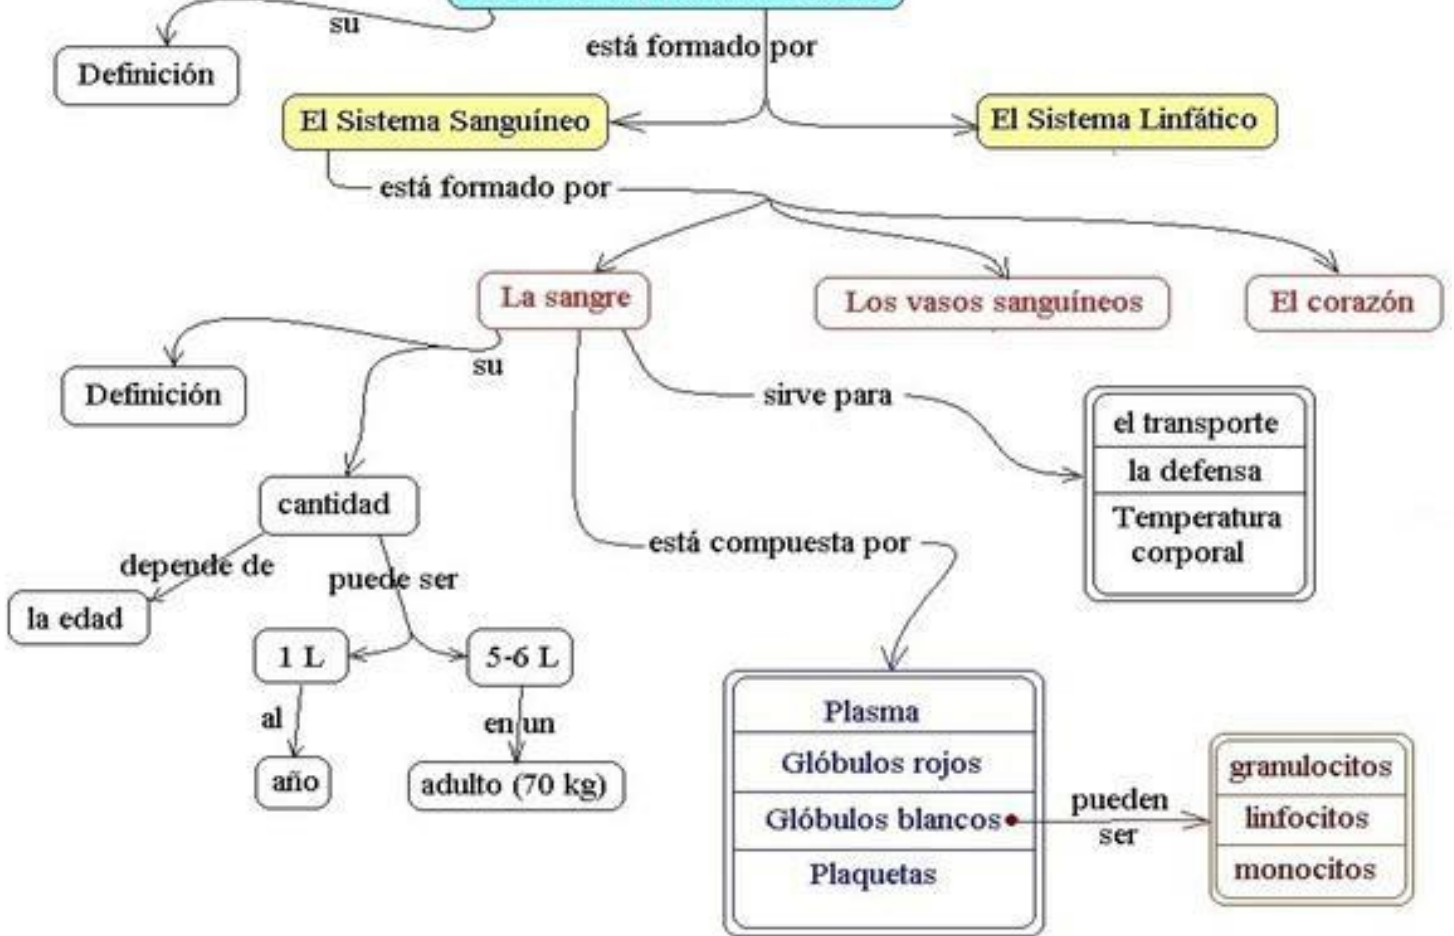 su
está formado por
Definición
El Sistema Sanguíneo
El Sistema Linfático
está formado por
La sangre
Los vasos sanguíneos
El corazón
su
Definición
sirve para
el transporte
la defensa
Temperatura
corporal
cantidad
está compuesta por
depende de
puede ser
la edad
1 L
5-6 L
al
en un
año
adulto (70 kg)
Plasma
Glóbulos rojos
Glóbulos blancos
Plaquetas
pueden
ser
granulocitos
linfocitos
monocitos